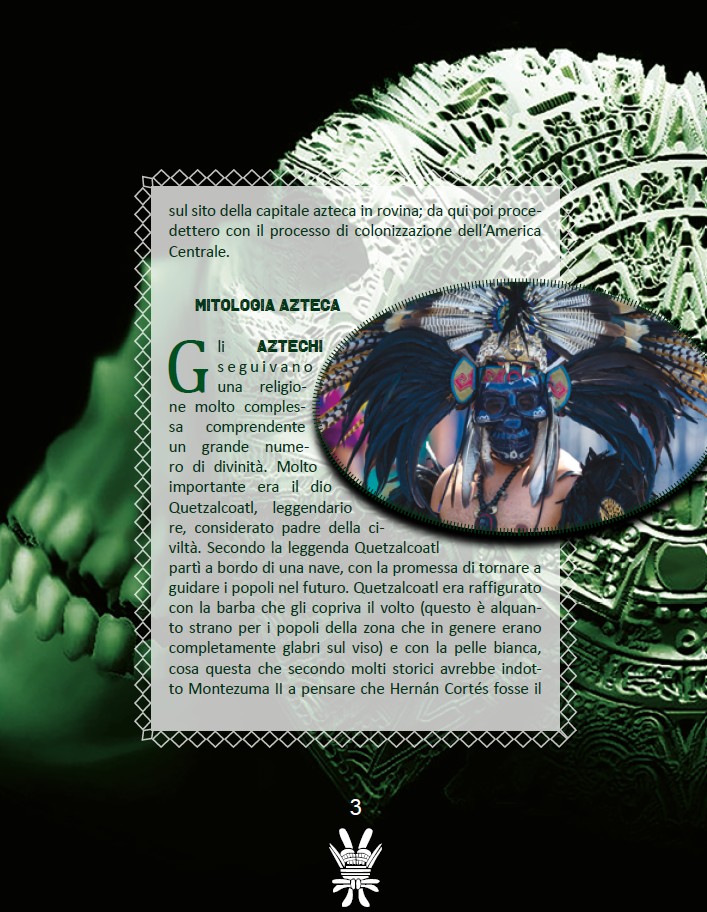 sul sito della capitale azteca in rovina; da qui poi proce-
dettero con il processo di colonizzazione dell'America
Centrale.
MITOLOGIA AZTECA
Gli AZTECHI
seguivano
una religio-
ne molto comples-
sa comprendente
un grande nume-
ro di divinità. Molto
importante era il dio
Quetzalcoatl, leggendario
re, considerato padre della ci-
viltà. Secondo la leggenda Quetzalcoatl
partì a bordo di una nave, con la promessa di tornare a
guidare i popoli nel futuro. Quetzalcoatl era raffigurato
con la barba che gli copriva il volto (questo è alquan-
to strano per i popoli della zona che in genere erano
completamente glabri sul viso) e con la pelle bianca,
cosa questa che secondo molti storici avrebbe indot-
to Montezuma II a pensare che Hernán Cortés fosse il
3